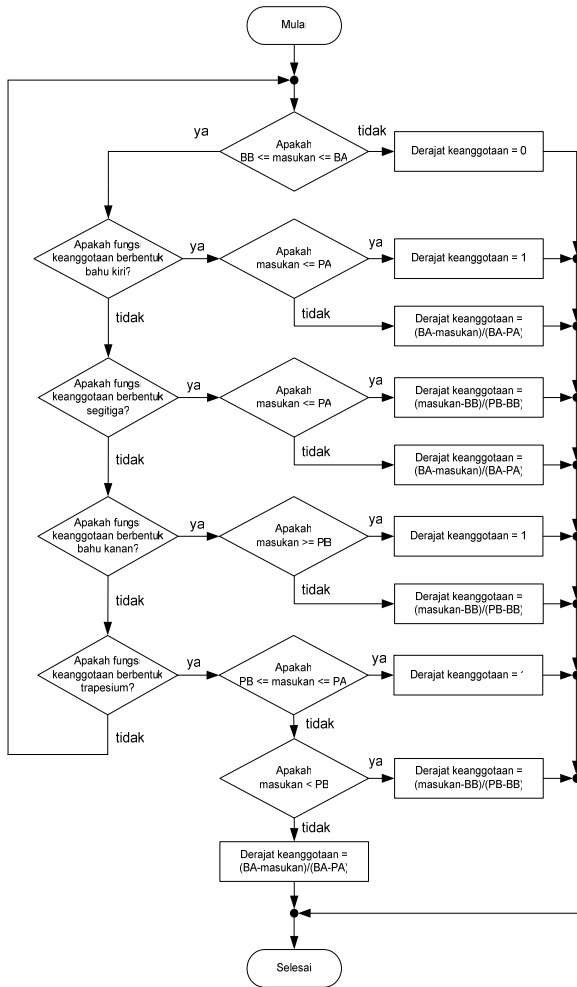 Mulai
Apakah
BB <= masukan <= BA
ya
tidak
Derajat keanggotaan = 0
Apakah fungsi
keanggotaan berbentuk
bahu kiri?
ya
Apakah
masukan <= PA
ya
Derajat keanggotaan = 1
tidak
tidak
Derajat keanggotaan =
(BA-masukan)/(BA-PA)
Apakah fungsi
keanggotaan berbentuk
segitiga?
ya
Apakah
masukan <= PA
ya
Derajat keanggotaan =
(masukan-BB)/(PB-BB)
tidak
tidak
Derajat keanggotaan =
(BA-masukan)/(BA-PA)
Apakah fungsi
keanggotaan berbentuk
bahu kanan?
ya
Apakah
masukan >= PB
ya
Derajat keanggotaan = 1
tidak
tidak
Derajat keanggotaan =
(masukan-BB)/(PB-BB)
Apakah fungsi
keanggotaan berbentuk
trapesium?
ya
Apakah
PB <= masukan <= PA
ya
Derajat keanggotaan =
tidak
tidak
Apakah
masukan < PB
ya
Derajat keanggotaan =
(masukan-BB)/(PB-BB)
tidak
Derajat keanggotaan =
(BA-masukan)/(BA-PA)
Selesai